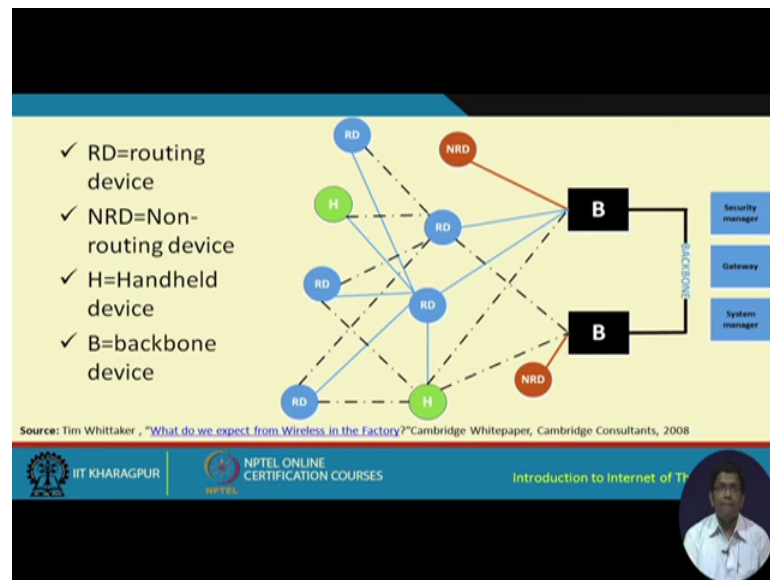 ✓ RD=routing
device
✓ NRD=Non-
routing device
✓ H=Handheld
device
✓ B=backbone
device
RD
NRD
H
RD
B
RD
RD
B
NRD
RD
H
BACKBONE
Security
manager
Gateway
System
manager
Source: Tim Whittaker , “What do we expect from Wireless in the Factory?”Cambridge Whitepaper, Cambridge Consultants, 2008
IIT KHARAGPUR
NPTEL
NPTEL ONLINE
CERTIFICATION COURSES
Introduction to Internet of Th